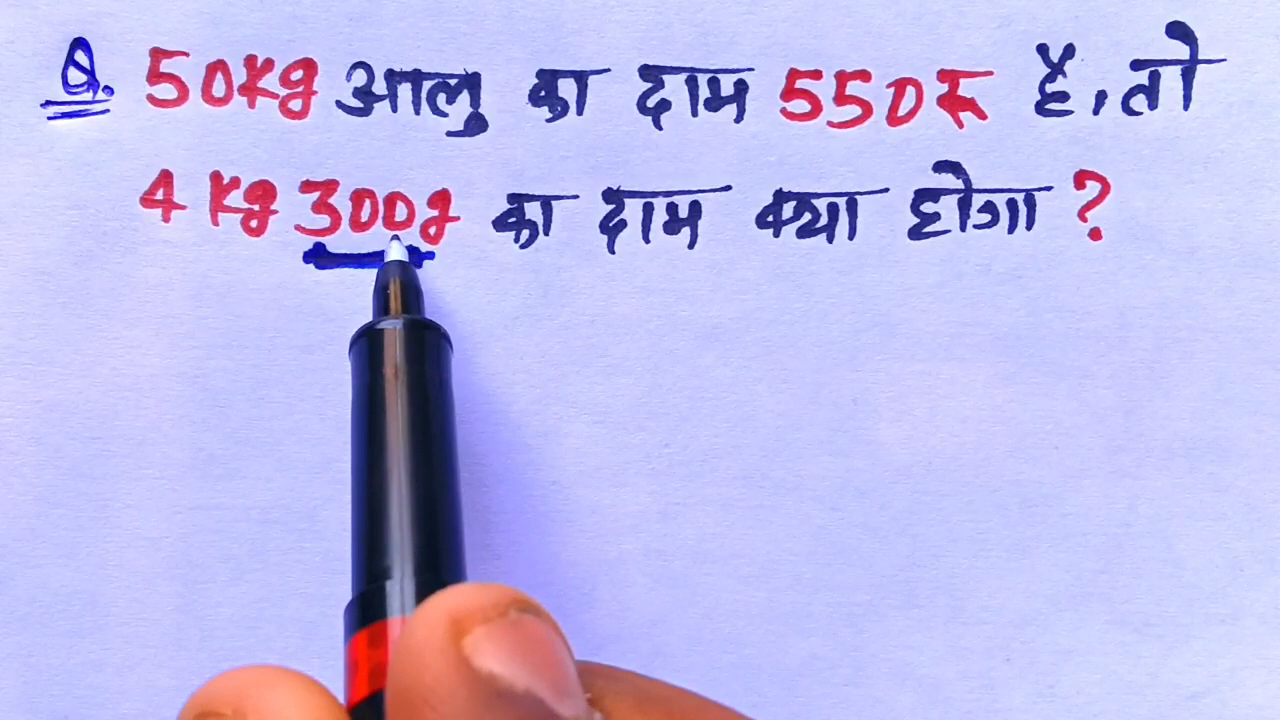 Q. 50Kg आलु का दाम 550रु है, तो
4 Kg 300g का दाम क्या होगा ?